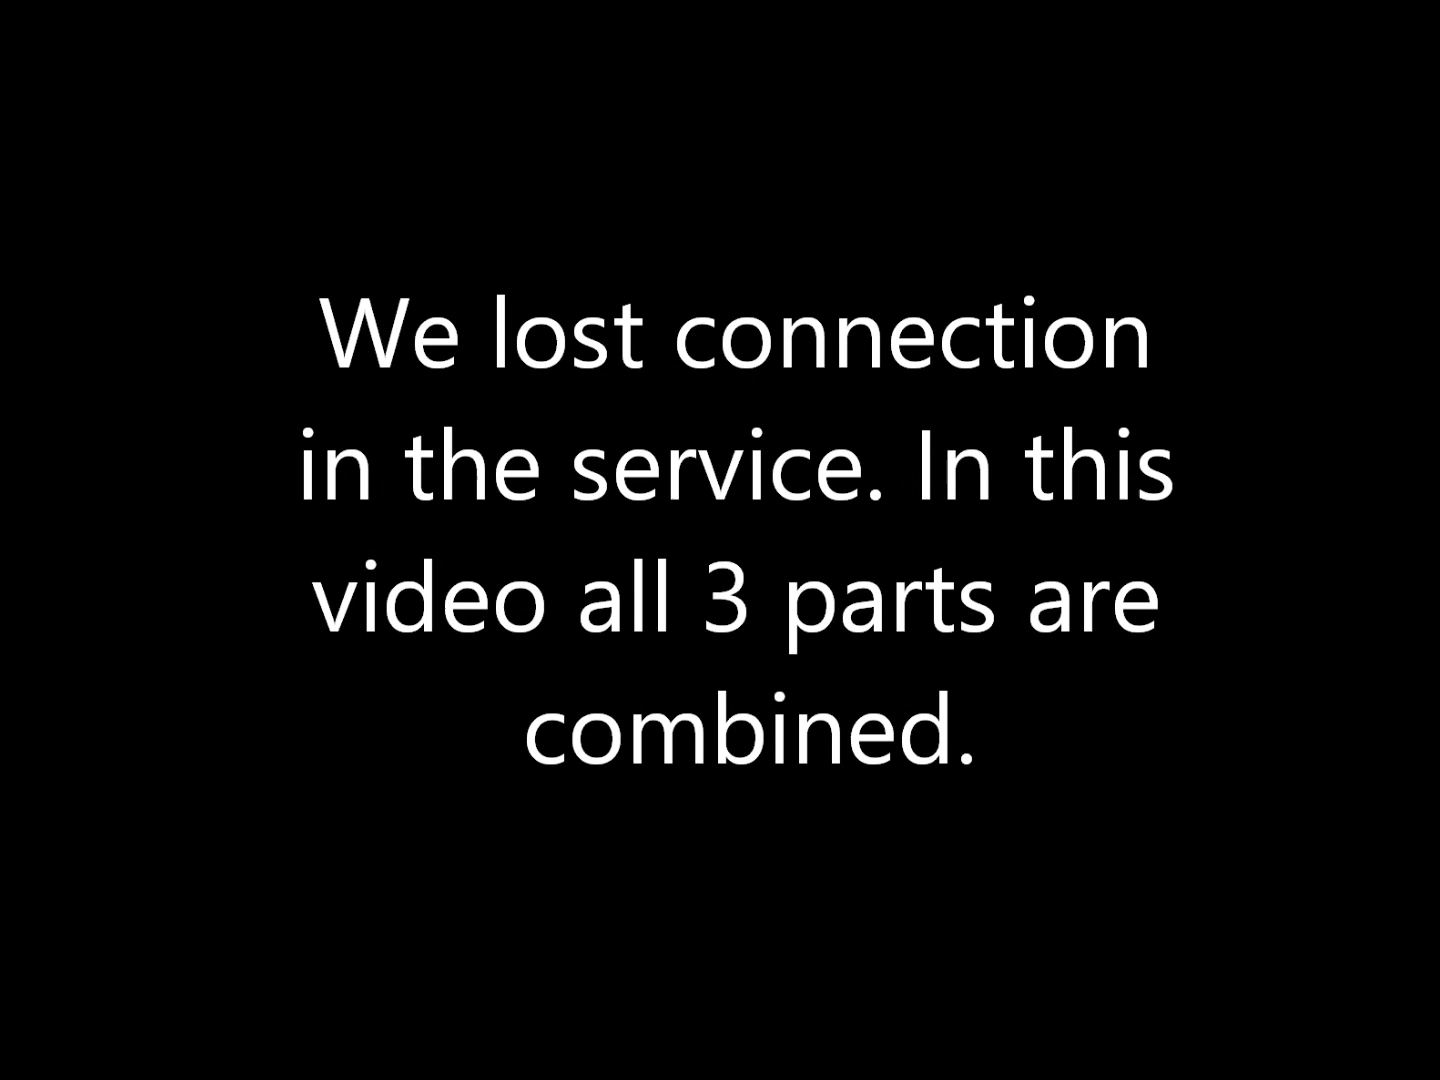 We lost connection
in the service. In this
video all 3 parts are
combined.